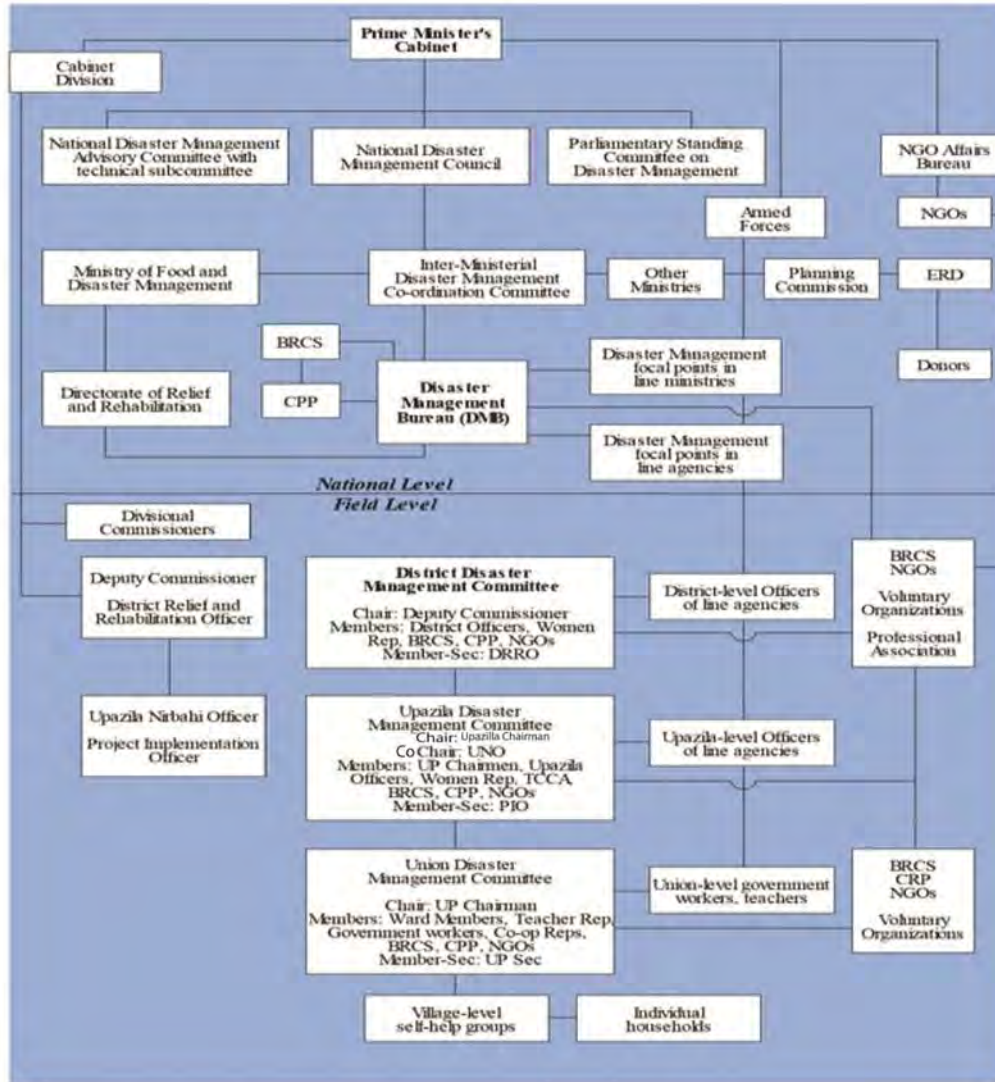 Prime Minister's
Cabinet
Cabinet
Division
National Disaster Management
Advisory Committee with
technical subcommittee
National Disaster
Management Council
Parliamentary Standing
Committee on
Disaster Management
NGO Affairs
Bureau
Armed
Forces
NGOs
Ministry of Food and
Disaster Management
Inter-Ministerial
Disaster Management
Co-ordination Committee
Other
Ministries
Planning
Commission
ERD
BRCS
Disaster Management
focal points in
line ministries
Donors
Directorate of Relief
and Rehabilitation
CPP
Disaster
Management
Bureau (DMB)
Disaster Management
focal points in
line agencies
National Level
Field Level
Divisional
Commissioners
Deputy Commissioner
District Relief and
Rehabilitation Officer
District Disaster
Management Committee
Chair: Deputy Commissioner
Members: District Officers, Women
Rep, BRCS, CPP, NGOs
Member-Sec: DRRO
District-level Officers
of line agencies
BRCS
NGOs
Voluntary
Organizations
Professional
Association
Upazila Nirbahi Officer
Project Implementation
Officer
Upazila Disaster
Management Committee
Chair: Upazilla Chairman
Co Chair: UNO
Members: UP Chairmen, Upazila
Officers, Women Rep, TCCA,
BRCS, CPP, NGOs
Member-Sec: PIO
Upazila-level Officers
of line agencies
Union Disaster
Management Committee
Chair: UP Chairman
Members: Ward Members, Teacher Rep,
Government workers, Co-op Reps,
BRCS, CPP, NGOs
Member-Sec: UP Sec
Union-level government
workers, teachers
BRCS
CRP
NGOs
Voluntary
Organizations
Village-level
self-help groups
Individual
households